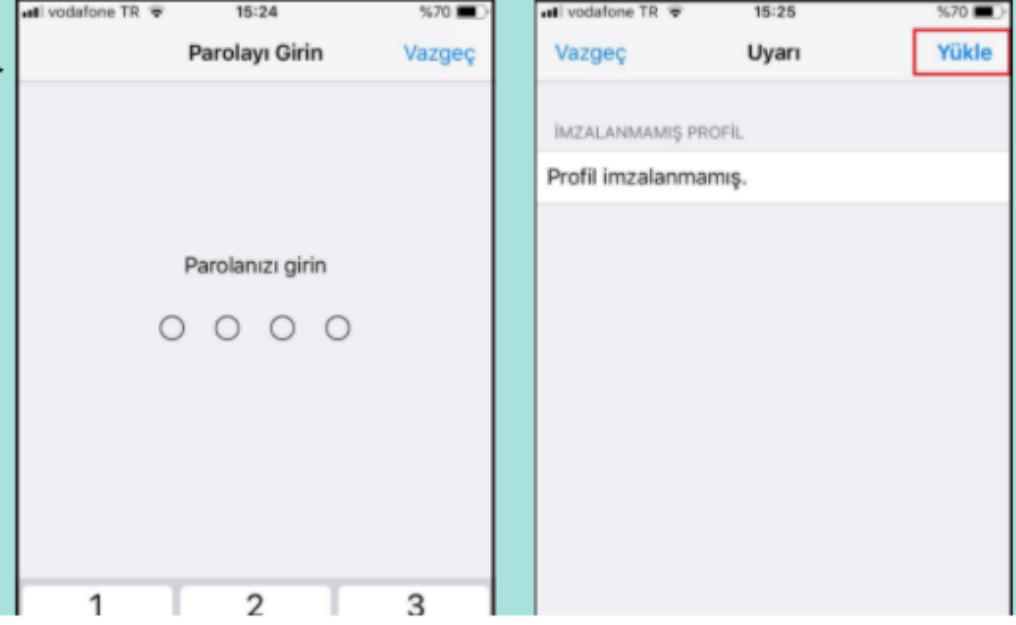 vodafone TR 15:24 %70
Parolayı Girin Vazgeç
Parolanızı girin
1 2 3
vodafone TR 15:25 %70
Vazgeç Uyarı Yükle
İMZALANMAMIŞ PROFİL
Profil imzalanmamış.